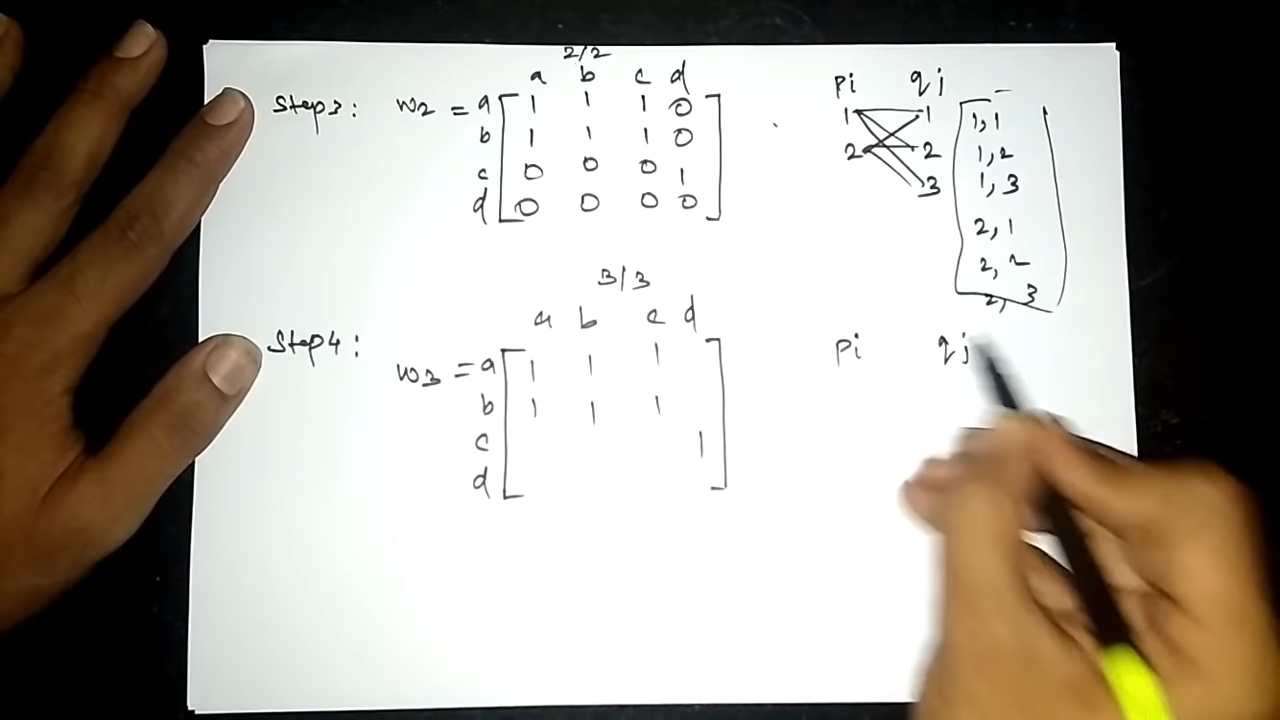 2/2
a b c d
Step3: W2 = a 1 1 1 0
b 1 1 1 0
c 0 0 0 1
d 0 0 0 0
pi qj
1 1
2 2
3
1,1
1,2
1,3
2,1
2,2
2,3
3/3
a b c d
Step4: W3 = a 1 1 1
b 1 1 1
c 1
d
pi qj